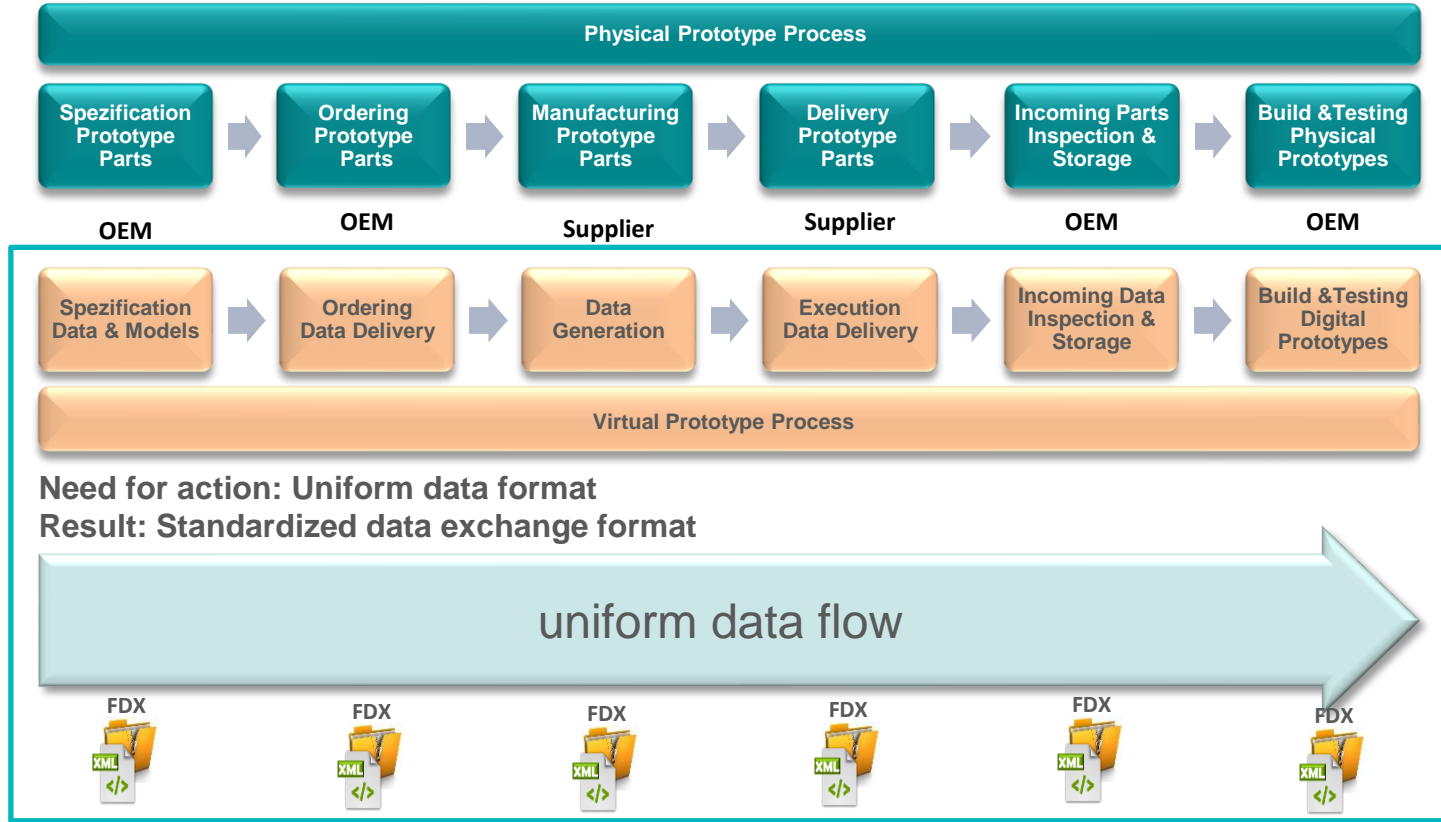 Physical Prototype Process
Spezification
Prototype
Parts
Ordering
Prototype
Parts
Manufacturing
Prototype
Parts
Delivery
Prototype
Parts
Incoming Parts
Inspection &
Storage
Build &Testing
Physical
Prototypes
OEM
OEM
Supplier
Supplier
OEM
OEM
Spezification
Data & Models
Ordering
Data Delivery
Data
Generation
Execution
Data Delivery
Incoming Data
Inspection &
Storage
Build &Testing
Digital
Prototypes
Virtual Prototype Process
Need for action: Uniform data format
Result: Standardized data exchange format
uniform data flow
FDX
XML
</>
FDX
XML
</>
FDX
XML
</>
FDX
XML
</>
FDX
XML
</>
FDX
XML
</>